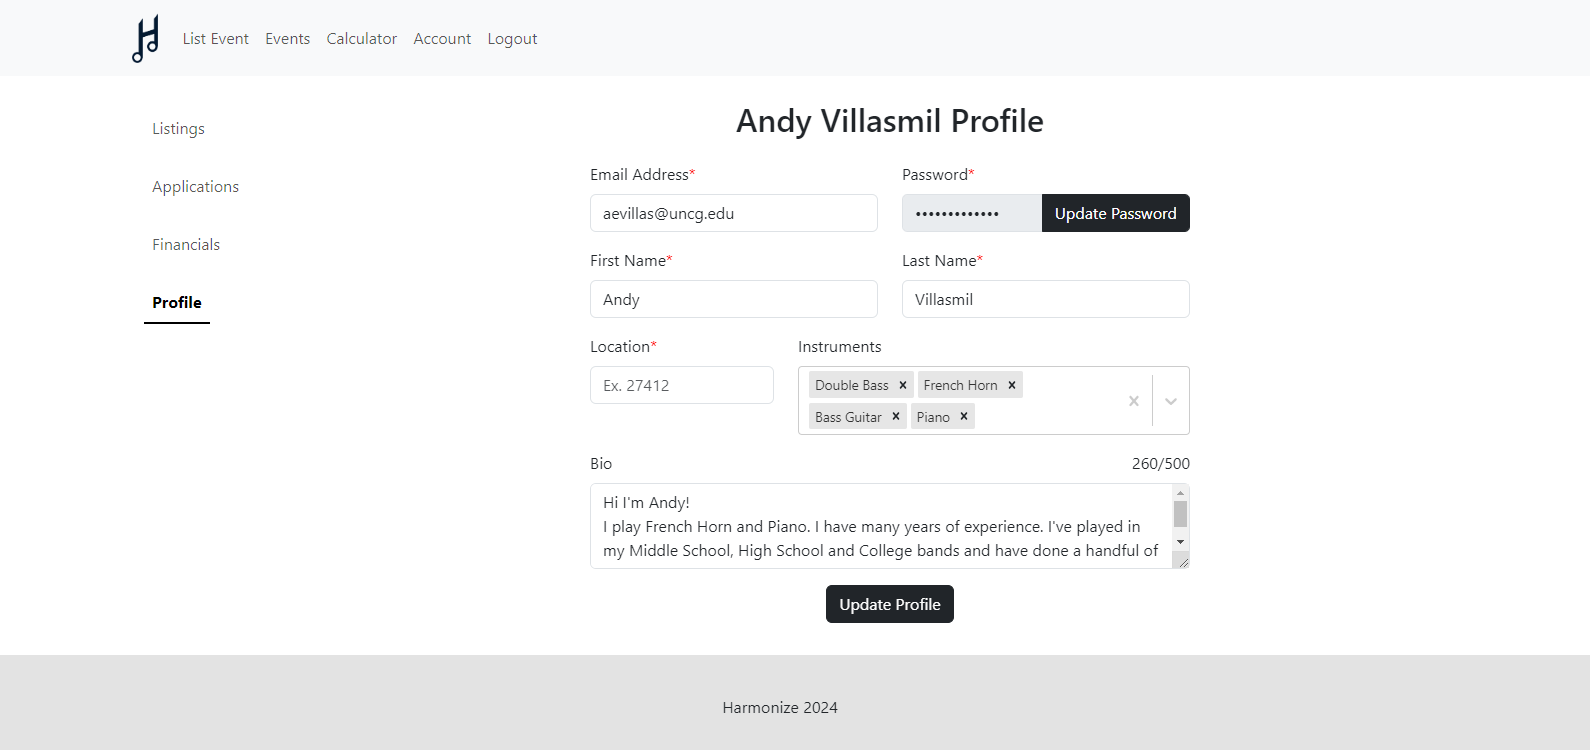 List Event Events Calculator Account Logout
Listings
Applications
Financials
Profile
Andy Villasmil Profile
Email Address* Password*
aevillas@uncg.edu ••••••••••••• Update Password
First Name* Last Name*
Andy Villasmil
Location* Instruments
Ex. 27412 Double Bass × French Horn ×
Bass Guitar × Piano ×
Bio 260/500
Hi I'm Andy!
I play French Horn and Piano. I have many years of experience. I've played in
my Middle School, High School and College bands and have done a handful of
Update Profile
Harmonize 2024